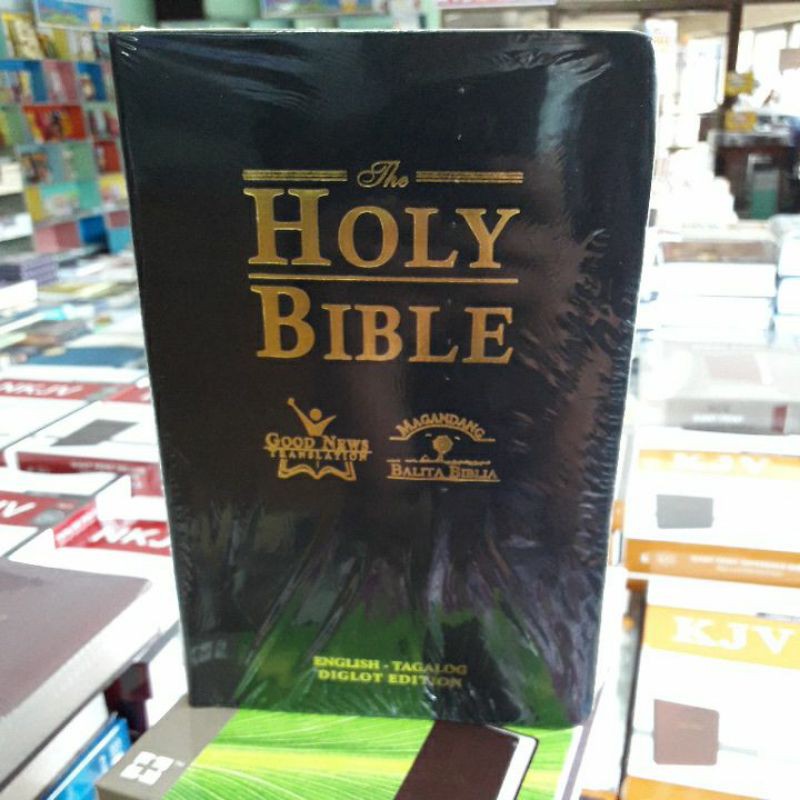 The
HOLY
BIBLE
GOOD NEWS
TRANSLATION
MAGANDANG
BALITA BIBLIA
ENGLISH - TAGALOG
DIGLOT EDITION
NKJV
NKJV
KJV
KJV